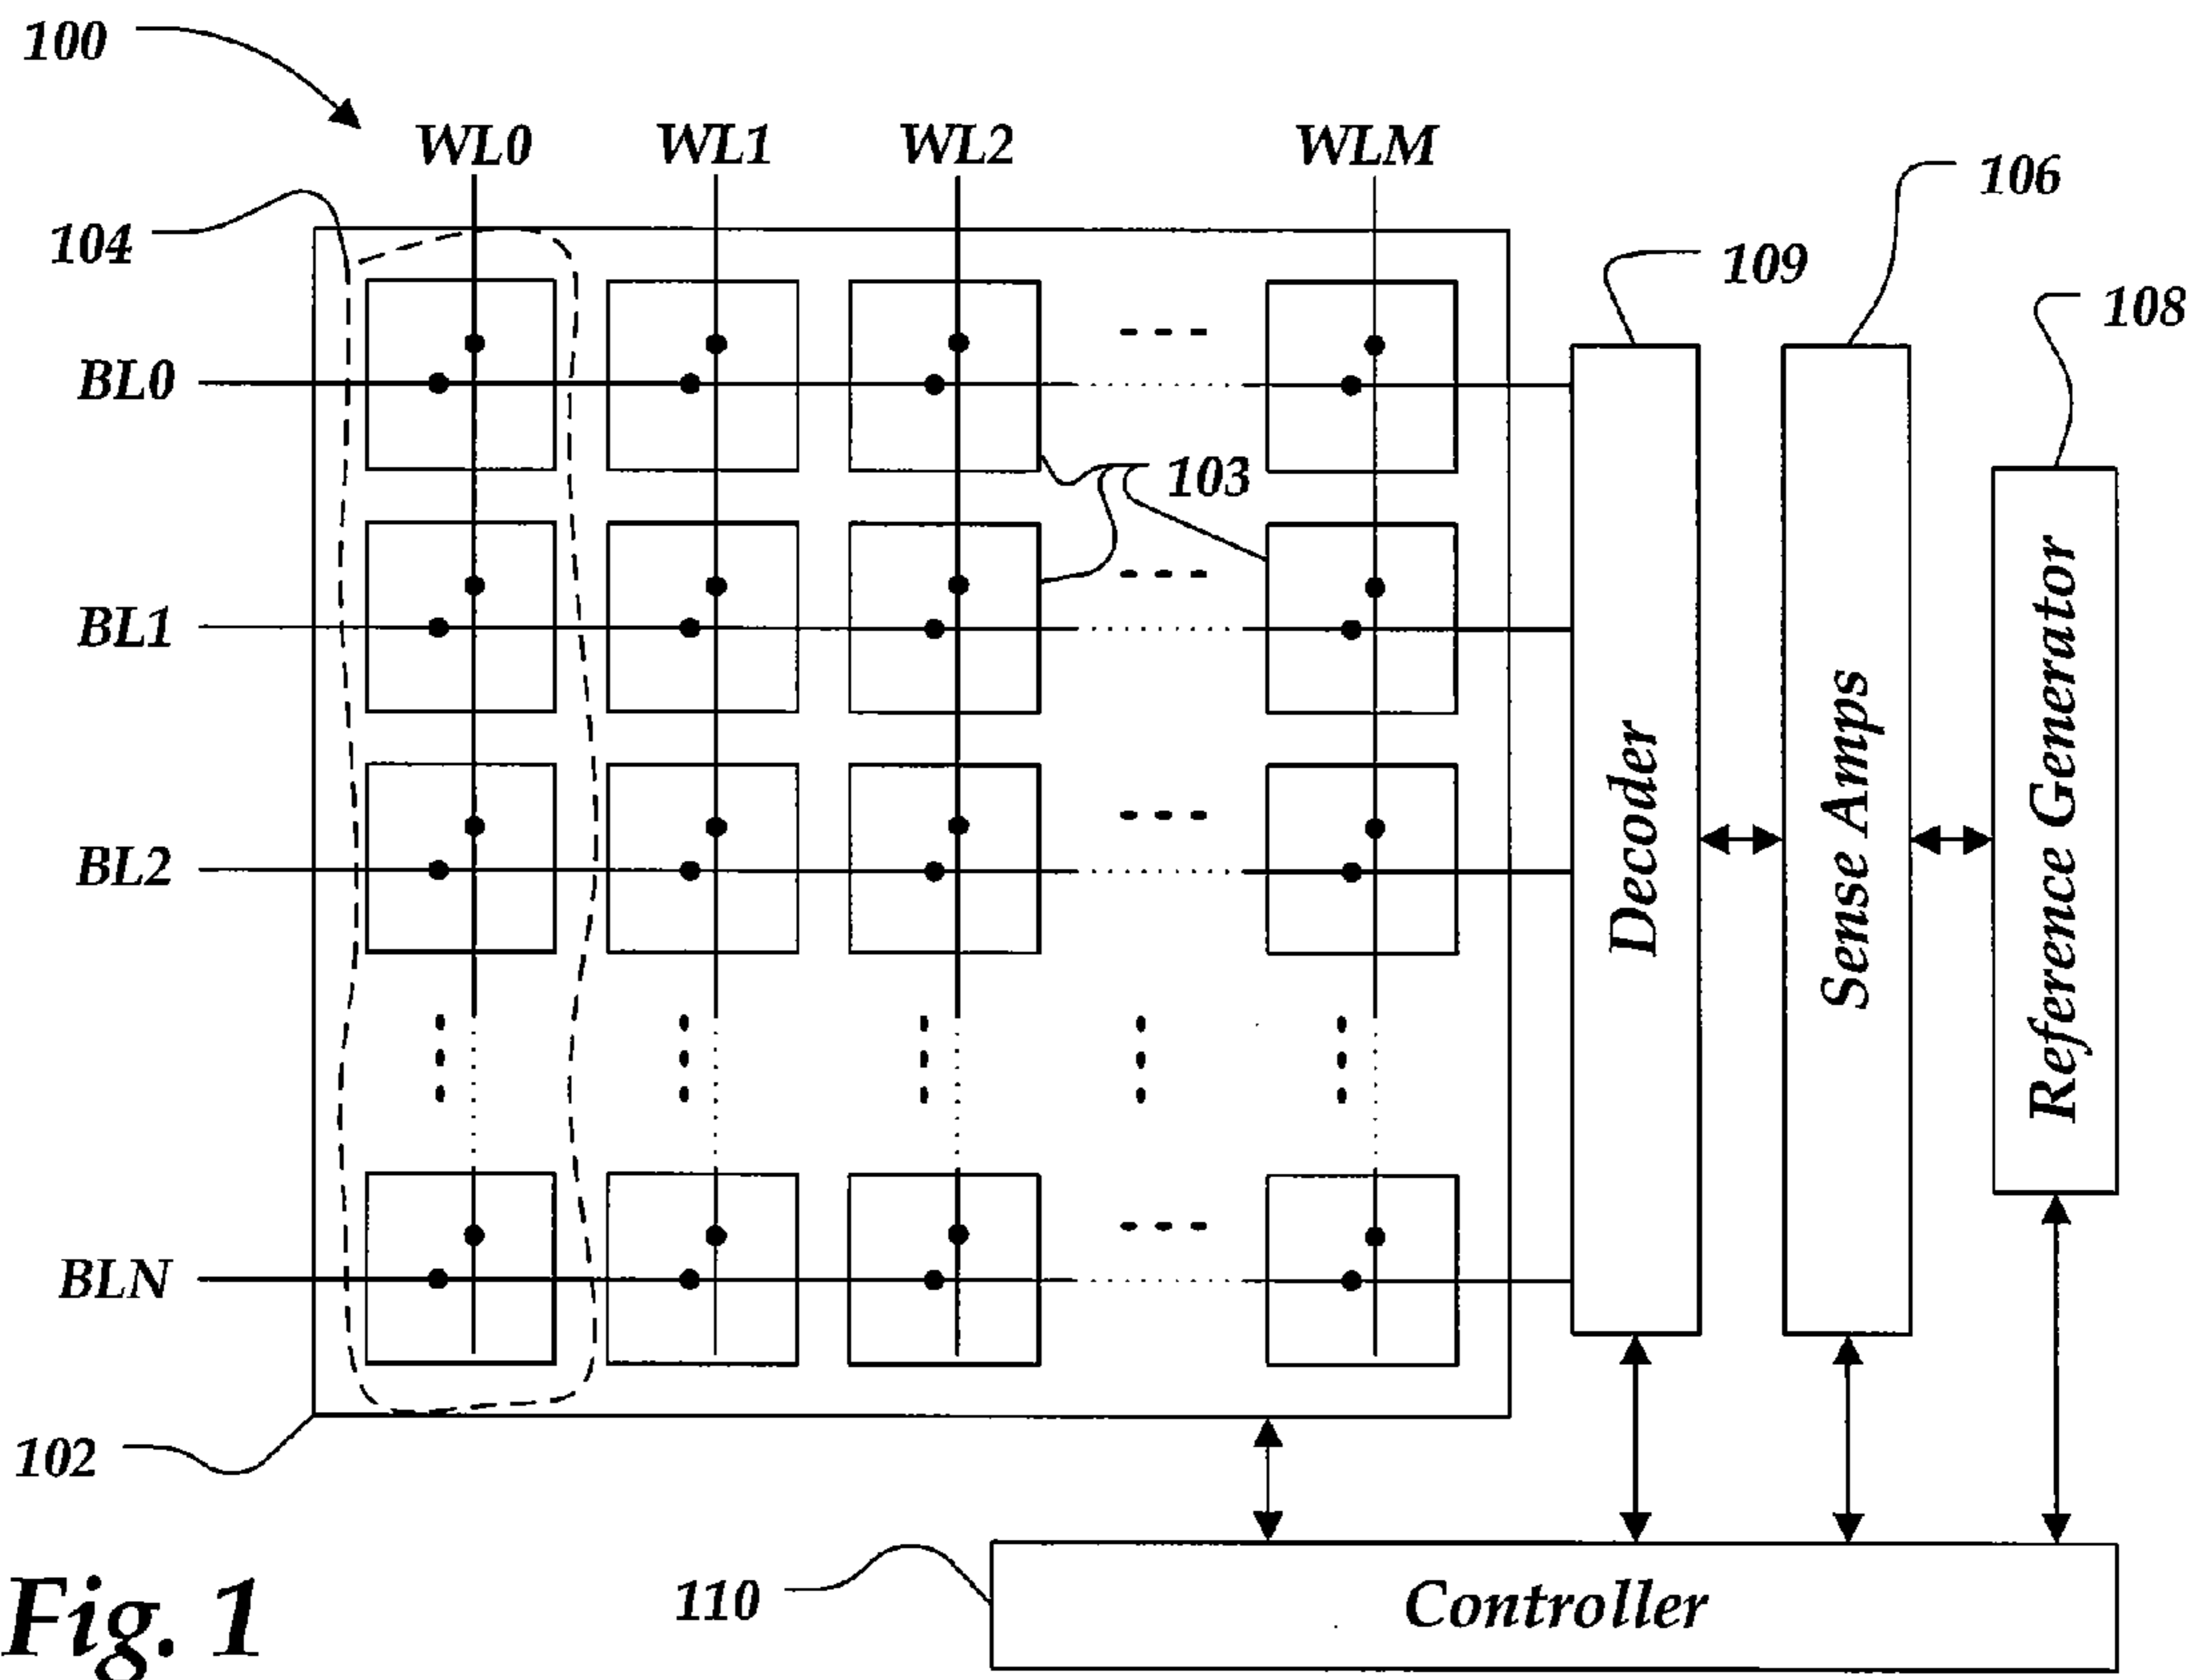 100
WL0 WL1 WL2 WLM
106
104
109
108
BL0
103
BL1
Reference Generator
Sense Amps
Decoder
BL2
BLN
102
110
Controller
Fig. 1